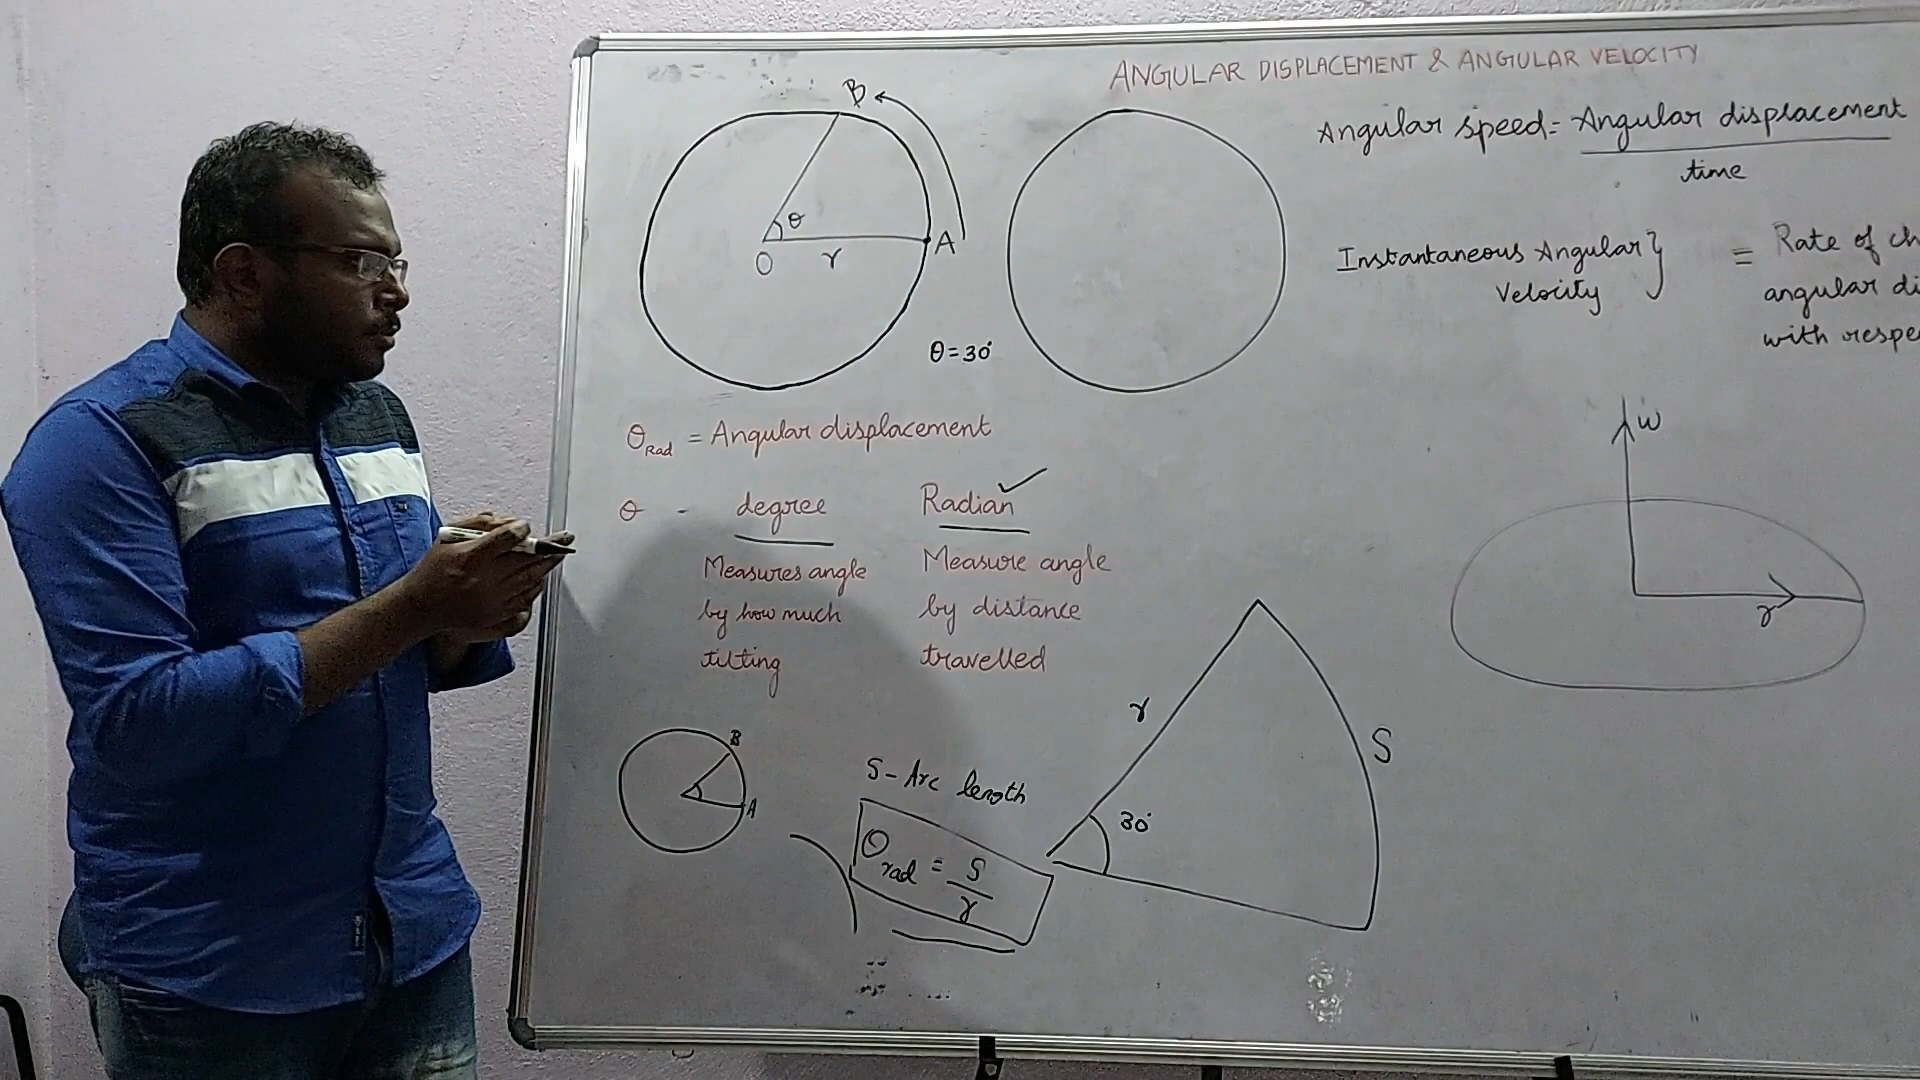 ANGULAR DISPLACEMENT & ANGULAR VELOCITY
B
θ
O
r
A
θ = 30°
Angular speed = Angular displacement
time
Instantaneous Angular } = Rate of ch
Velocity
angular di
with respe
θRad = Angular displacement
θ - degree Radian ✓
Measures angle
by how much
tilting
Measure angle
by distance
travelled
ω
r
B
A
S - Arc length
θrad = S
r
r
30°
S